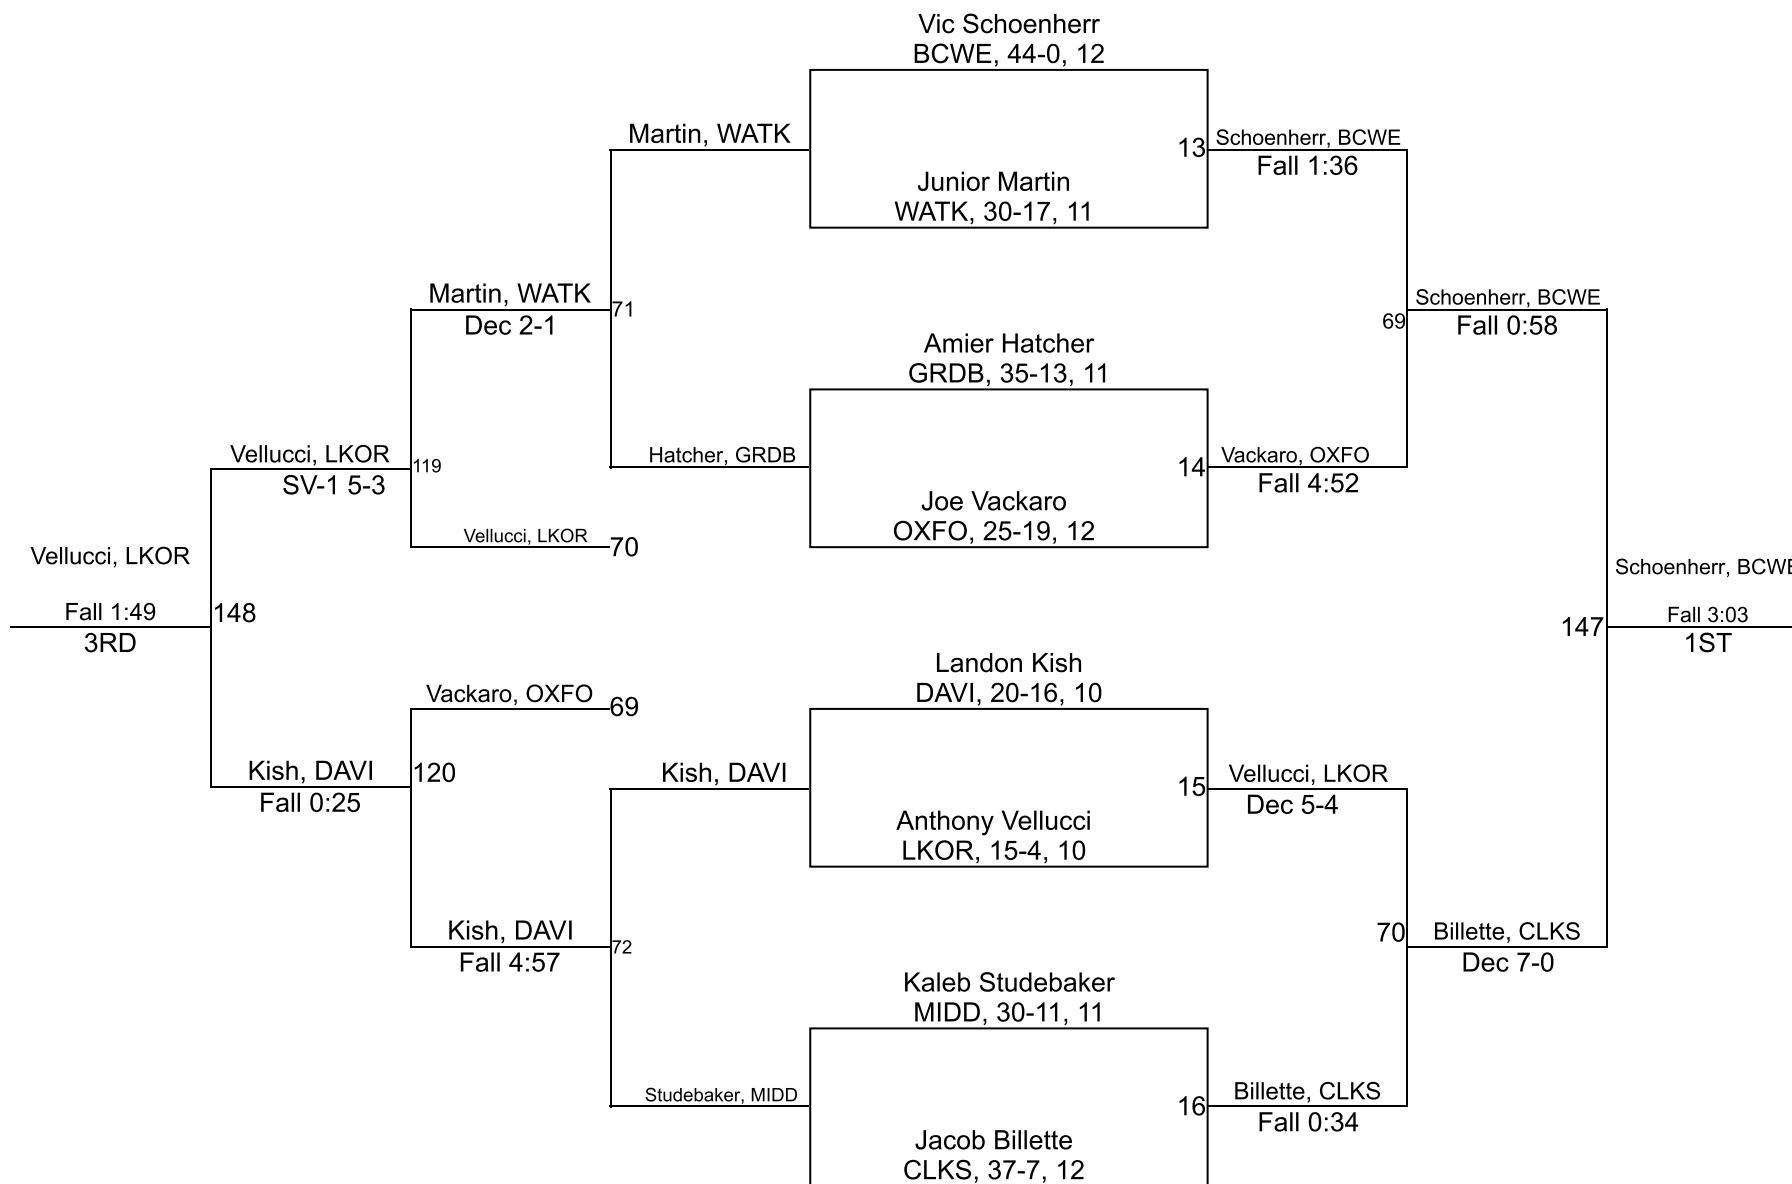 Vic Schoenherr
BCWE, 44-0, 12
Martin, WATK
13
Schoenherr, BCWE
Fall 1:36
Junior Martin
WATK, 30-17, 11
Martin, WATK
Dec 2-1
71
Schoenherr, BCWE
Fall 0:58
69
Amier Hatcher
GRDB, 35-13, 11
Vellucci, LKOR
SV-1 5-3
119
Hatcher, GRDB
14
Vackaro, OXFO
Fall 4:52
Joe Vackaro
OXFO, 25-19, 12
Vellucci, LKOR
70
Vellucci, LKOR
Fall 1:49
3RD
148
Schoenherr, BCWE
Fall 3:03
1ST
147
Landon Kish
DAVI, 20-16, 10
Vackaro, OXFO
69
Kish, DAVI
Fall 0:25
120
Kish, DAVI
15
Vellucci, LKOR
Dec 5-4
Anthony Vellucci
LKOR, 15-4, 10
Kish, DAVI
Fall 4:57
72
70
Billette, CLKS
Dec 7-0
Kaleb Studebaker
MIDD, 30-11, 11
Studebaker, MIDD
16
Billette, CLKS
Fall 0:34
Jacob Billette
CLKS, 37-7, 12